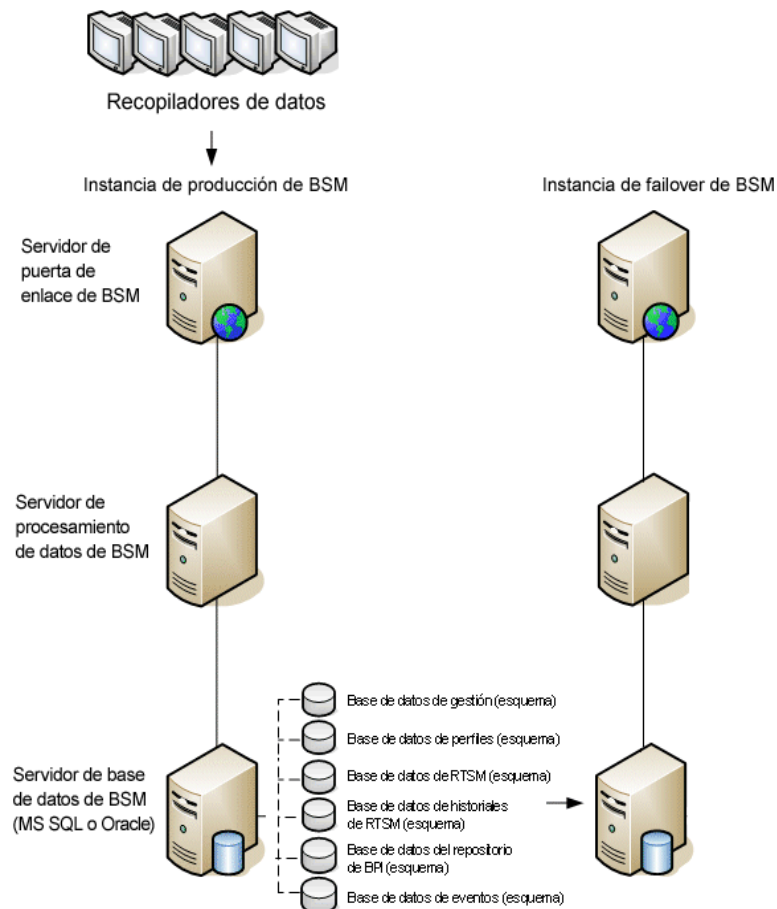 Recopiladores de datos
Instancia de producción de BSM
Instancia de failover de BSM
Servidor de
puerta de
enlace de BSM
Servidor de
procesamiento
de datos de BSM
Servidor de base
de datos de BSM
(MS SQL o Oracle)
Base de datos de gestión (esquema)
Base de datos de perfiles (esquema)
Base de datos de RTSM (esquema)
Base de datos de historiales
de RTSM (esquema)
Base de datos del repositorio
de BPI (esquema)
Base de datos de eventos (esquema)